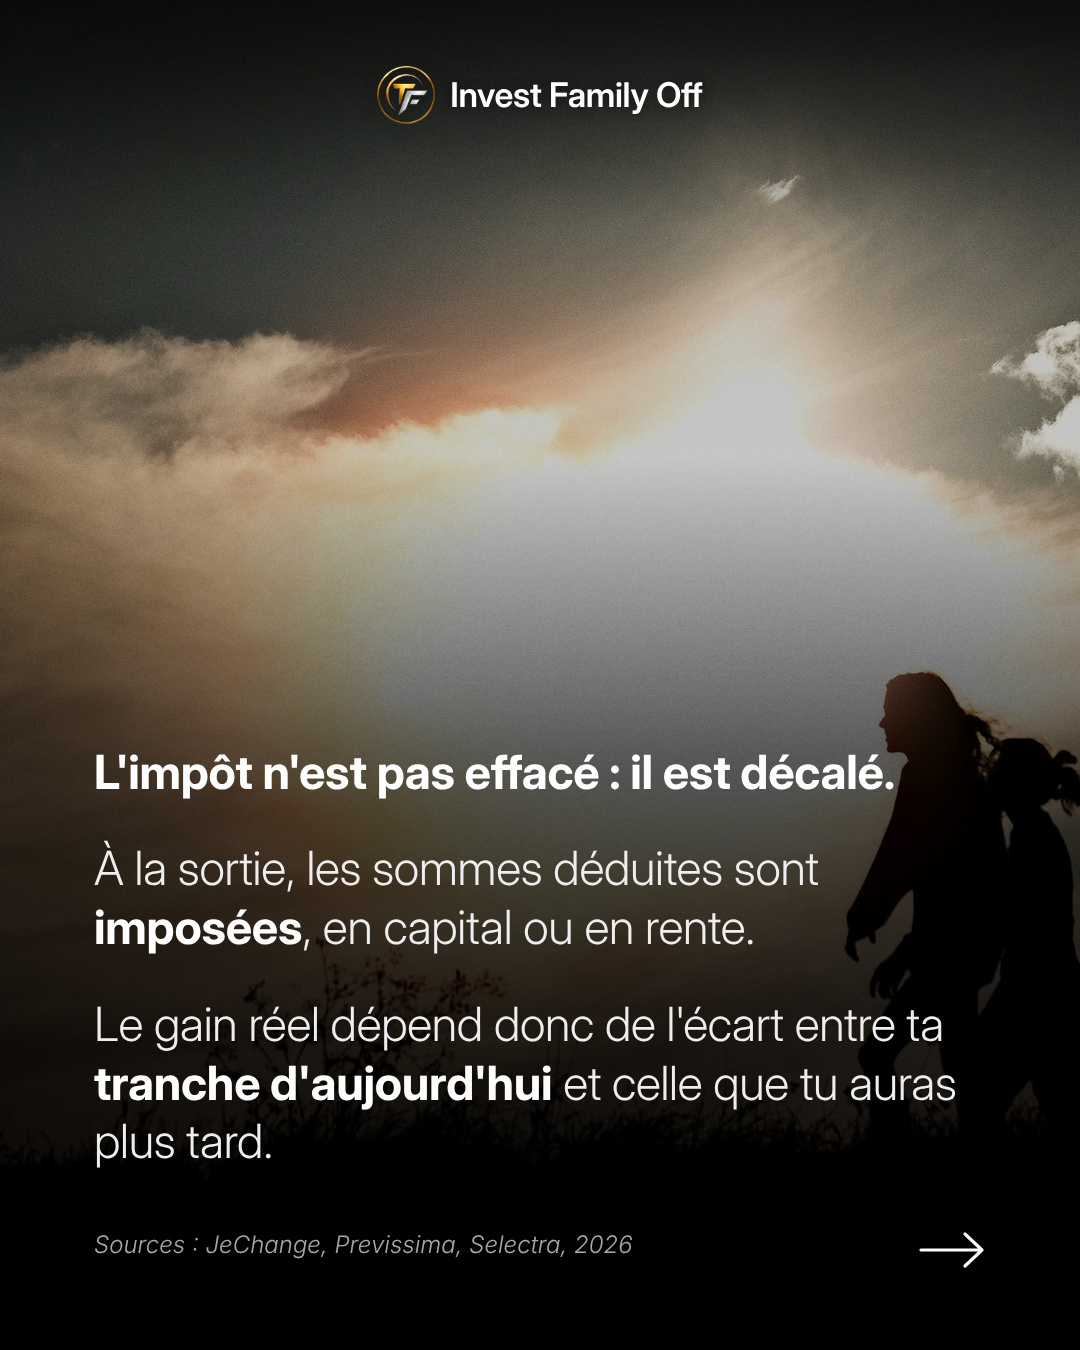 TF Invest Family Off
L'impôt n'est pas effacé : il est décalé.
À la sortie, les sommes déduites sont
imposées, en capital ou en rente.
Le gain réel dépend donc de l'écart entre ta
tranche d'aujourd'hui et celle que tu auras
plus tard.
Sources : JeChange, Previssima, Selectra, 2026